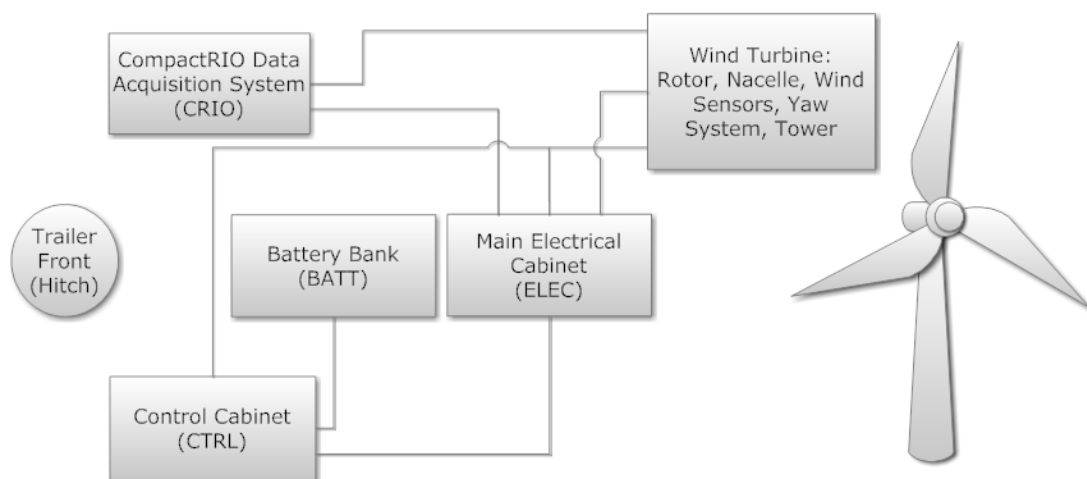 CompactRIO Data
Acquisition System
(CRIO)
Wind Turbine:
Rotor, Nacelle, Wind
Sensors, Yaw
System, Tower
Trailer
Front
(Hitch)
Battery Bank
(BATT)
Main Electrical
Cabinet
(ELEC)
Control Cabinet
(CTRL)